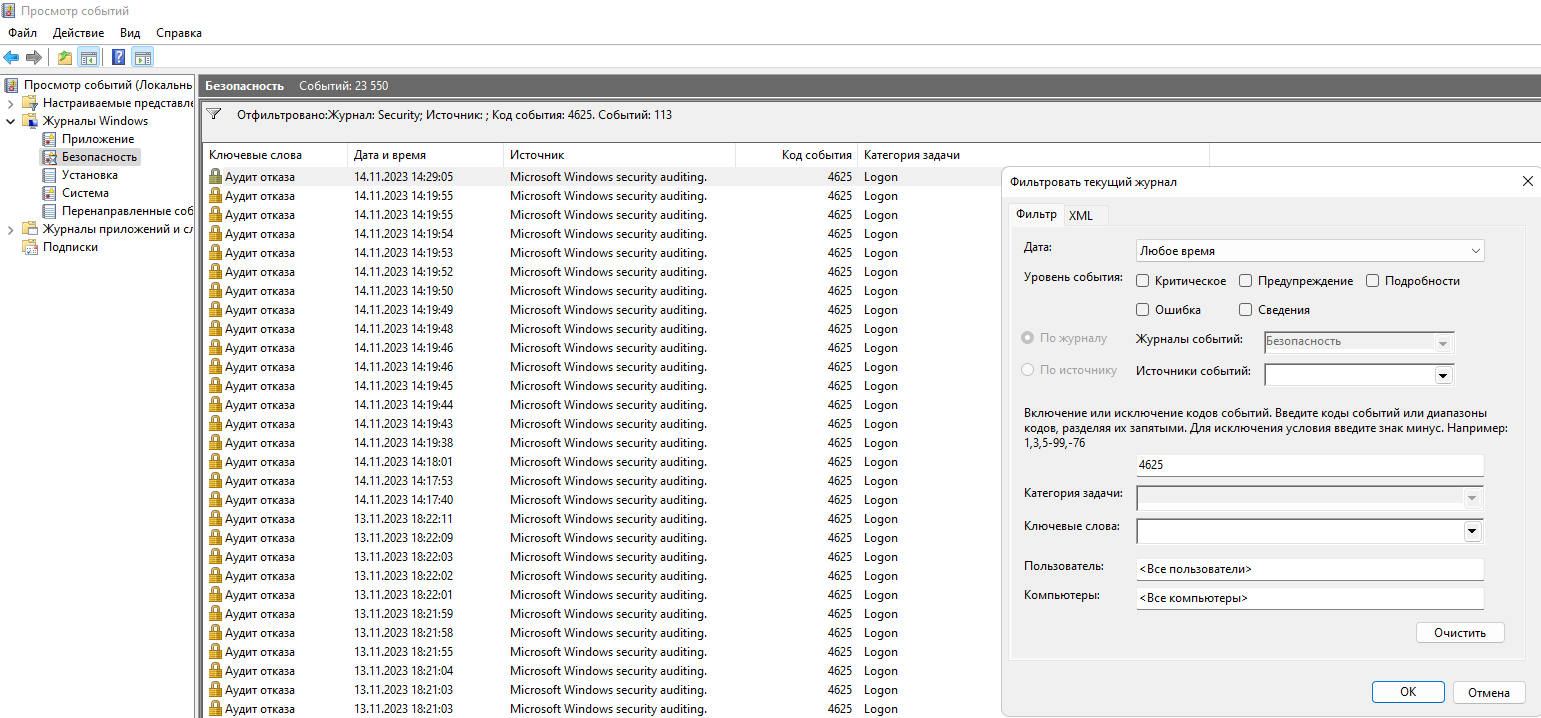 Просмотр событий
Файл Действие Вид Справка
Просмотр событий (Локальнь
Настраиваемые представле
Журналы Windows
Приложение
Безопасность
Установка
Система
Перенаправленные соб
Журналы приложений и сл
Подписки
Безопасность Событий: 23 550
Отфильтровано:Журнал: Security; Источник: ; Код события: 4625. Событий: 113
Ключевые слова Дата и время Источник Код события Категория задачи
Аудит отказа 14.11.2023 14:29:05 Microsoft Windows security auditing. 4625 Logon
Аудит отказа 14.11.2023 14:19:55 Microsoft Windows security auditing. 4625 Logon
Аудит отказа 14.11.2023 14:19:55 Microsoft Windows security auditing. 4625 Logon
Аудит отказа 14.11.2023 14:19:54 Microsoft Windows security auditing. 4625 Logon
Аудит отказа 14.11.2023 14:19:53 Microsoft Windows security auditing. 4625 Logon
Аудит отказа 14.11.2023 14:19:52 Microsoft Windows security auditing. 4625 Logon
Аудит отказа 14.11.2023 14:19:50 Microsoft Windows security auditing. 4625 Logon
Аудит отказа 14.11.2023 14:19:49 Microsoft Windows security auditing. 4625 Logon
Аудит отказа 14.11.2023 14:19:48 Microsoft Windows security auditing. 4625 Logon
Аудит отказа 14.11.2023 14:19:46 Microsoft Windows security auditing. 4625 Logon
Аудит отказа 14.11.2023 14:19:46 Microsoft Windows security auditing. 4625 Logon
Аудит отказа 14.11.2023 14:19:45 Microsoft Windows security auditing. 4625 Logon
Аудит отказа 14.11.2023 14:19:44 Microsoft Windows security auditing. 4625 Logon
Аудит отказа 14.11.2023 14:19:43 Microsoft Windows security auditing. 4625 Logon
Аудит отказа 14.11.2023 14:19:38 Microsoft Windows security auditing. 4625 Logon
Аудит отказа 14.11.2023 14:18:01 Microsoft Windows security auditing. 4625 Logon
Аудит отказа 14.11.2023 14:17:53 Microsoft Windows security auditing. 4625 Logon
Аудит отказа 14.11.2023 14:17:40 Microsoft Windows security auditing. 4625 Logon
Аудит отказа 13.11.2023 18:22:11 Microsoft Windows security auditing. 4625 Logon
Аудит отказа 13.11.2023 18:22:09 Microsoft Windows security auditing. 4625 Logon
Аудит отказа 13.11.2023 18:22:03 Microsoft Windows security auditing. 4625 Logon
Аудит отказа 13.11.2023 18:22:02 Microsoft Windows security auditing. 4625 Logon
Аудит отказа 13.11.2023 18:22:01 Microsoft Windows security auditing. 4625 Logon
Аудит отказа 13.11.2023 18:21:59 Microsoft Windows security auditing. 4625 Logon
Аудит отказа 13.11.2023 18:21:58 Microsoft Windows security auditing. 4625 Logon
Аудит отказа 13.11.2023 18:21:55 Microsoft Windows security auditing. 4625 Logon
Аудит отказа 13.11.2023 18:21:04 Microsoft Windows security auditing. 4625 Logon
Аудит отказа 13.11.2023 18:21:03 Microsoft Windows security auditing. 4625 Logon
Аудит отказа 13.11.2023 18:21:03 Microsoft Windows security auditing. 4625 Logon
Фильтровать текущий журнал
Фильтр XML
Дата: Любое время
Уровень события: Критическое Предупреждение Подробности
Ошибка Сведения
По журналу Журналы событий: Безопасность
По источнику Источники событий:
Включение или исключение кодов событий. Введите коды событий или диапазоны
кодов, разделяя их запятыми. Для исключения условия введите знак минус. Например:
1,3,5-99,-76
4625
Категория задачи:
Ключевые слова:
Пользователь: <Все пользователи>
Компьютеры: <Все компьютеры>
Очистить
OK Отмена